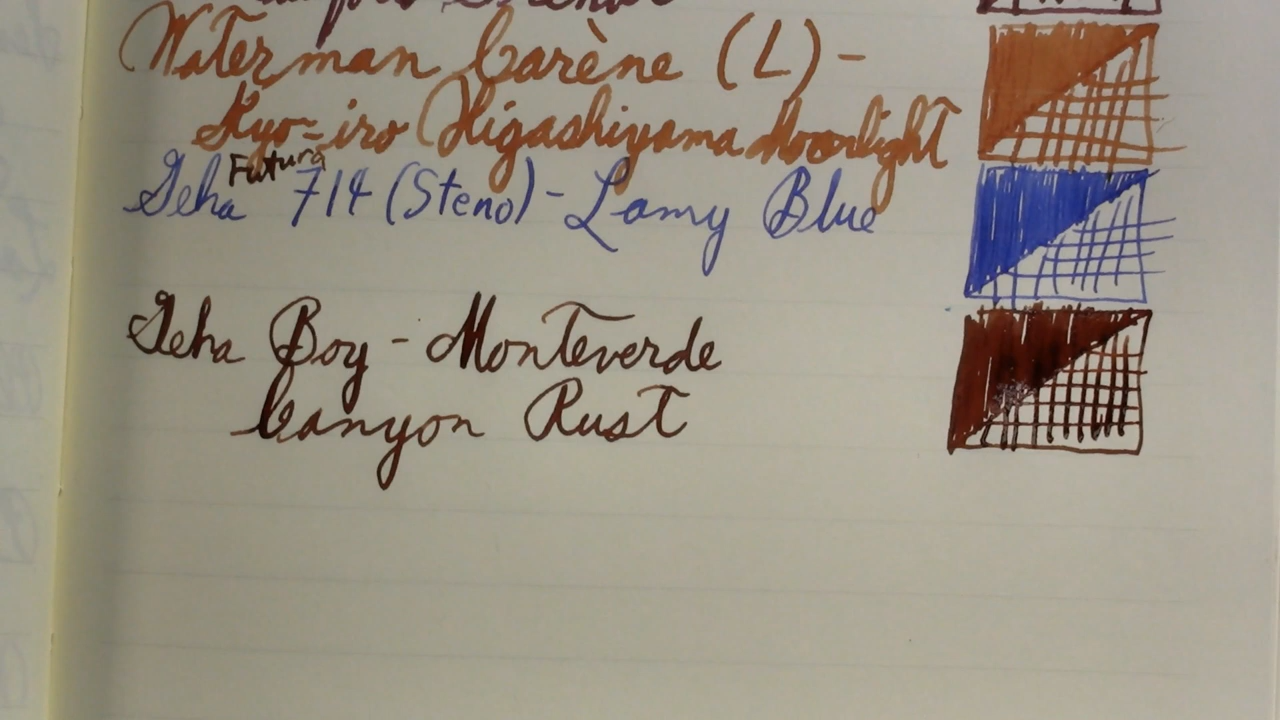 Waterman Carène (L) -
Kyo-iro Higashiyama Moonlight
Geha Futura 714 (Steno) - Lamy Blue
Geha Boy - Monteverde
Canyon Rust